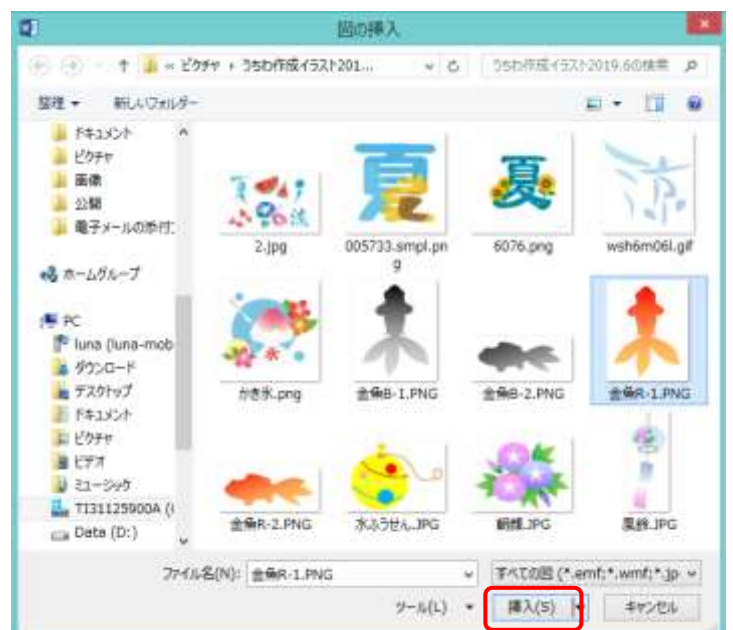 図の挿入
« ピクチャ › うちわ作成イラスト201...
うちわ作成イラスト2019.6の検索
整理
新しいフォルダー
ドキュメント
ピクチャ
画像
公開
電子メールの添付
ホームグループ
PC
luna (luna-mob
ダウンロード
デスクトップ
ドキュメント
ピクチャ
ビデオ
ミュージック
TI31125900A (
Data (D:)
夏
夏
涼
2.jpg
005733.smpl.pn
g
6076.png
wsh6m06l.gif
氷
かき氷.png
金魚B-1.PNG
金魚B-2.PNG
金魚R-1.PNG
金魚R-2.PNG
水ふうせん.JPG
朝顔.JPG
風鈴.JPG
ファイル名(N):
金魚R-1.PNG
すべての図 (*.emf;*.wmf;*.jp
ツール(L)
挿入(S)
キャンセル